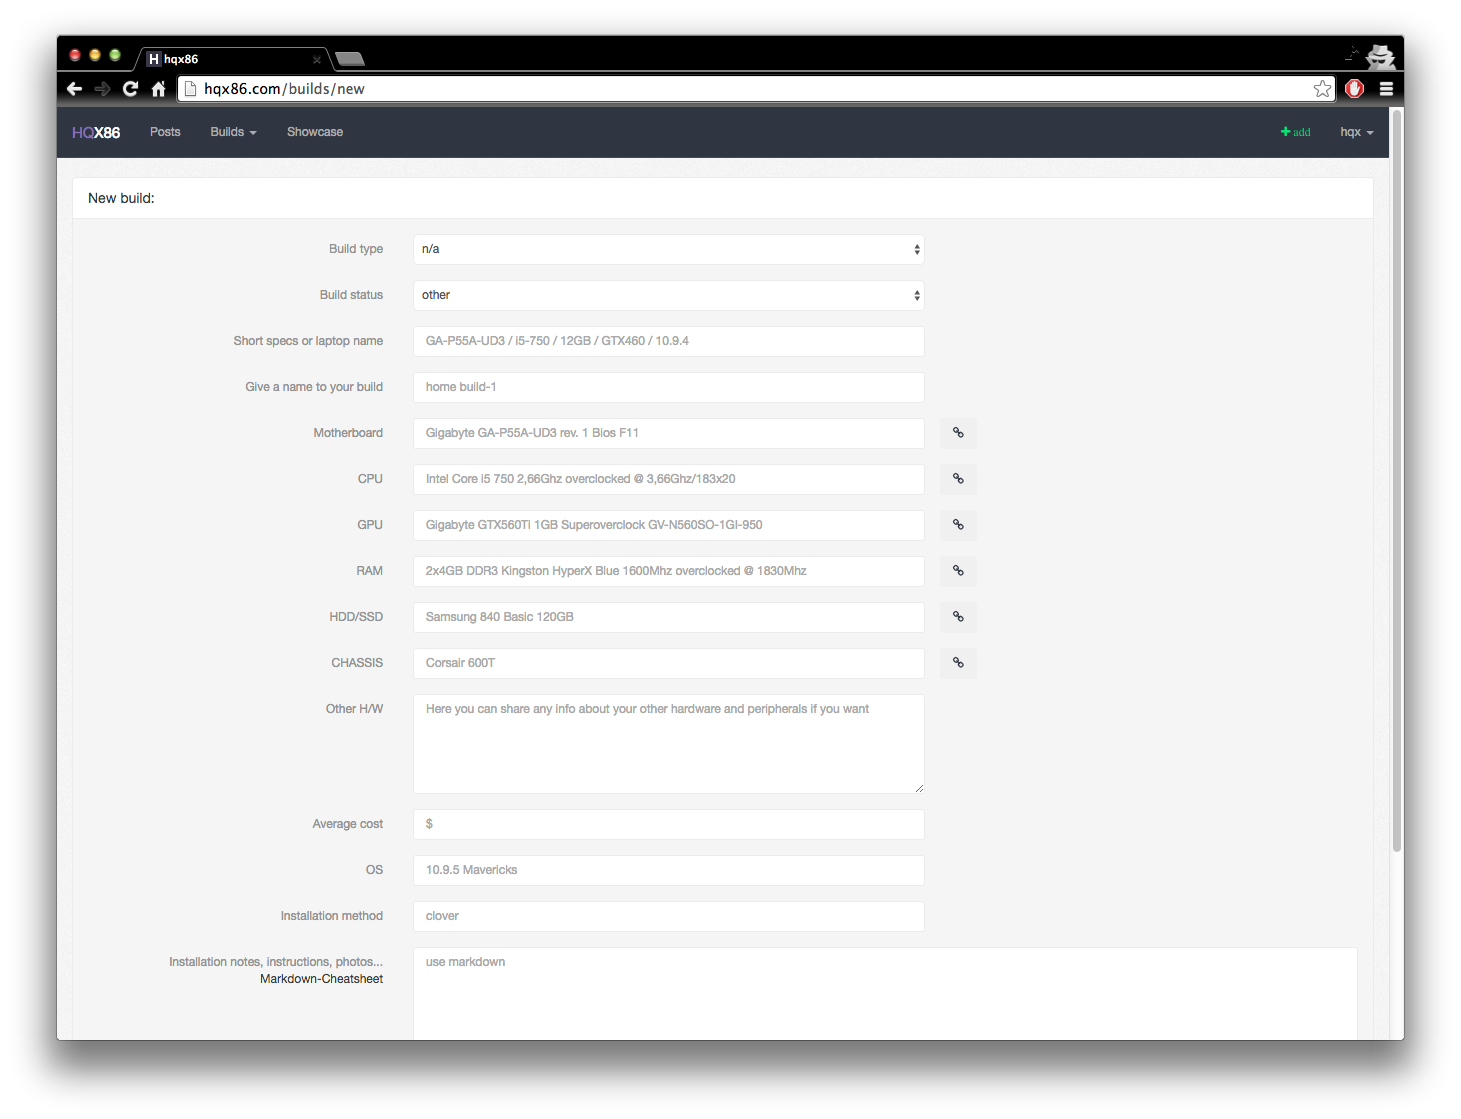 H hqx86
hqx86.com/builds/new
HQX86 Posts Builds Showcase + add hqx
New build:
Build type n/a
Build status other
Short specs or laptop name GA-P55A-UD3 / i5-750 / 12GB / GTX460 / 10.9.4
Give a name to your build home build-1
Motherboard Gigabyte GA-P55A-UD3 rev. 1 Bios F11
CPU Intel Core i5 750 2,66Ghz overclocked @ 3,66Ghz/183x20
GPU Gigabyte GTX560Ti 1GB Superoverclock GV-N560SO-1GI-950
RAM 2x4GB DDR3 Kingston HyperX Blue 1600Mhz overclocked @ 1830Mhz
HDD/SSD Samsung 840 Basic 120GB
CHASSIS Corsair 600T
Other H/W Here you can share any info about your other hardware and peripherals if you want
Average cost $
OS 10.9.5 Mavericks
Installation method clover
Installation notes, instructions, photos... use markdown
Markdown-Cheatsheet